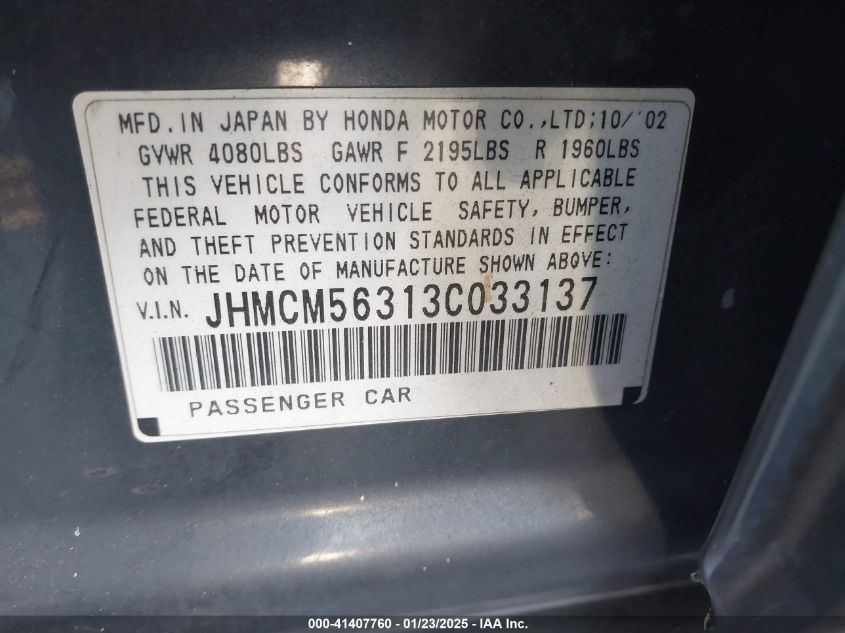 MFD. IN JAPAN BY HONDA MOTOR CO.,LTD; 10/'02
GVWR 4080LBS GAWR F 2195LBS R 1960LBS
THIS VEHICLE CONFORMS TO ALL APPLICABLE
FEDERAL MOTOR VEHICLE SAFETY, BUMPER,
AND THEFT PREVENTION STANDARDS IN EFFECT
ON THE DATE OF MANUFACTURE SHOWN ABOVE:
V.I.N. JHMCM56313C033137
PASSENGER CAR
000-41407760 - 01/23/2025 - IAAI Inc.